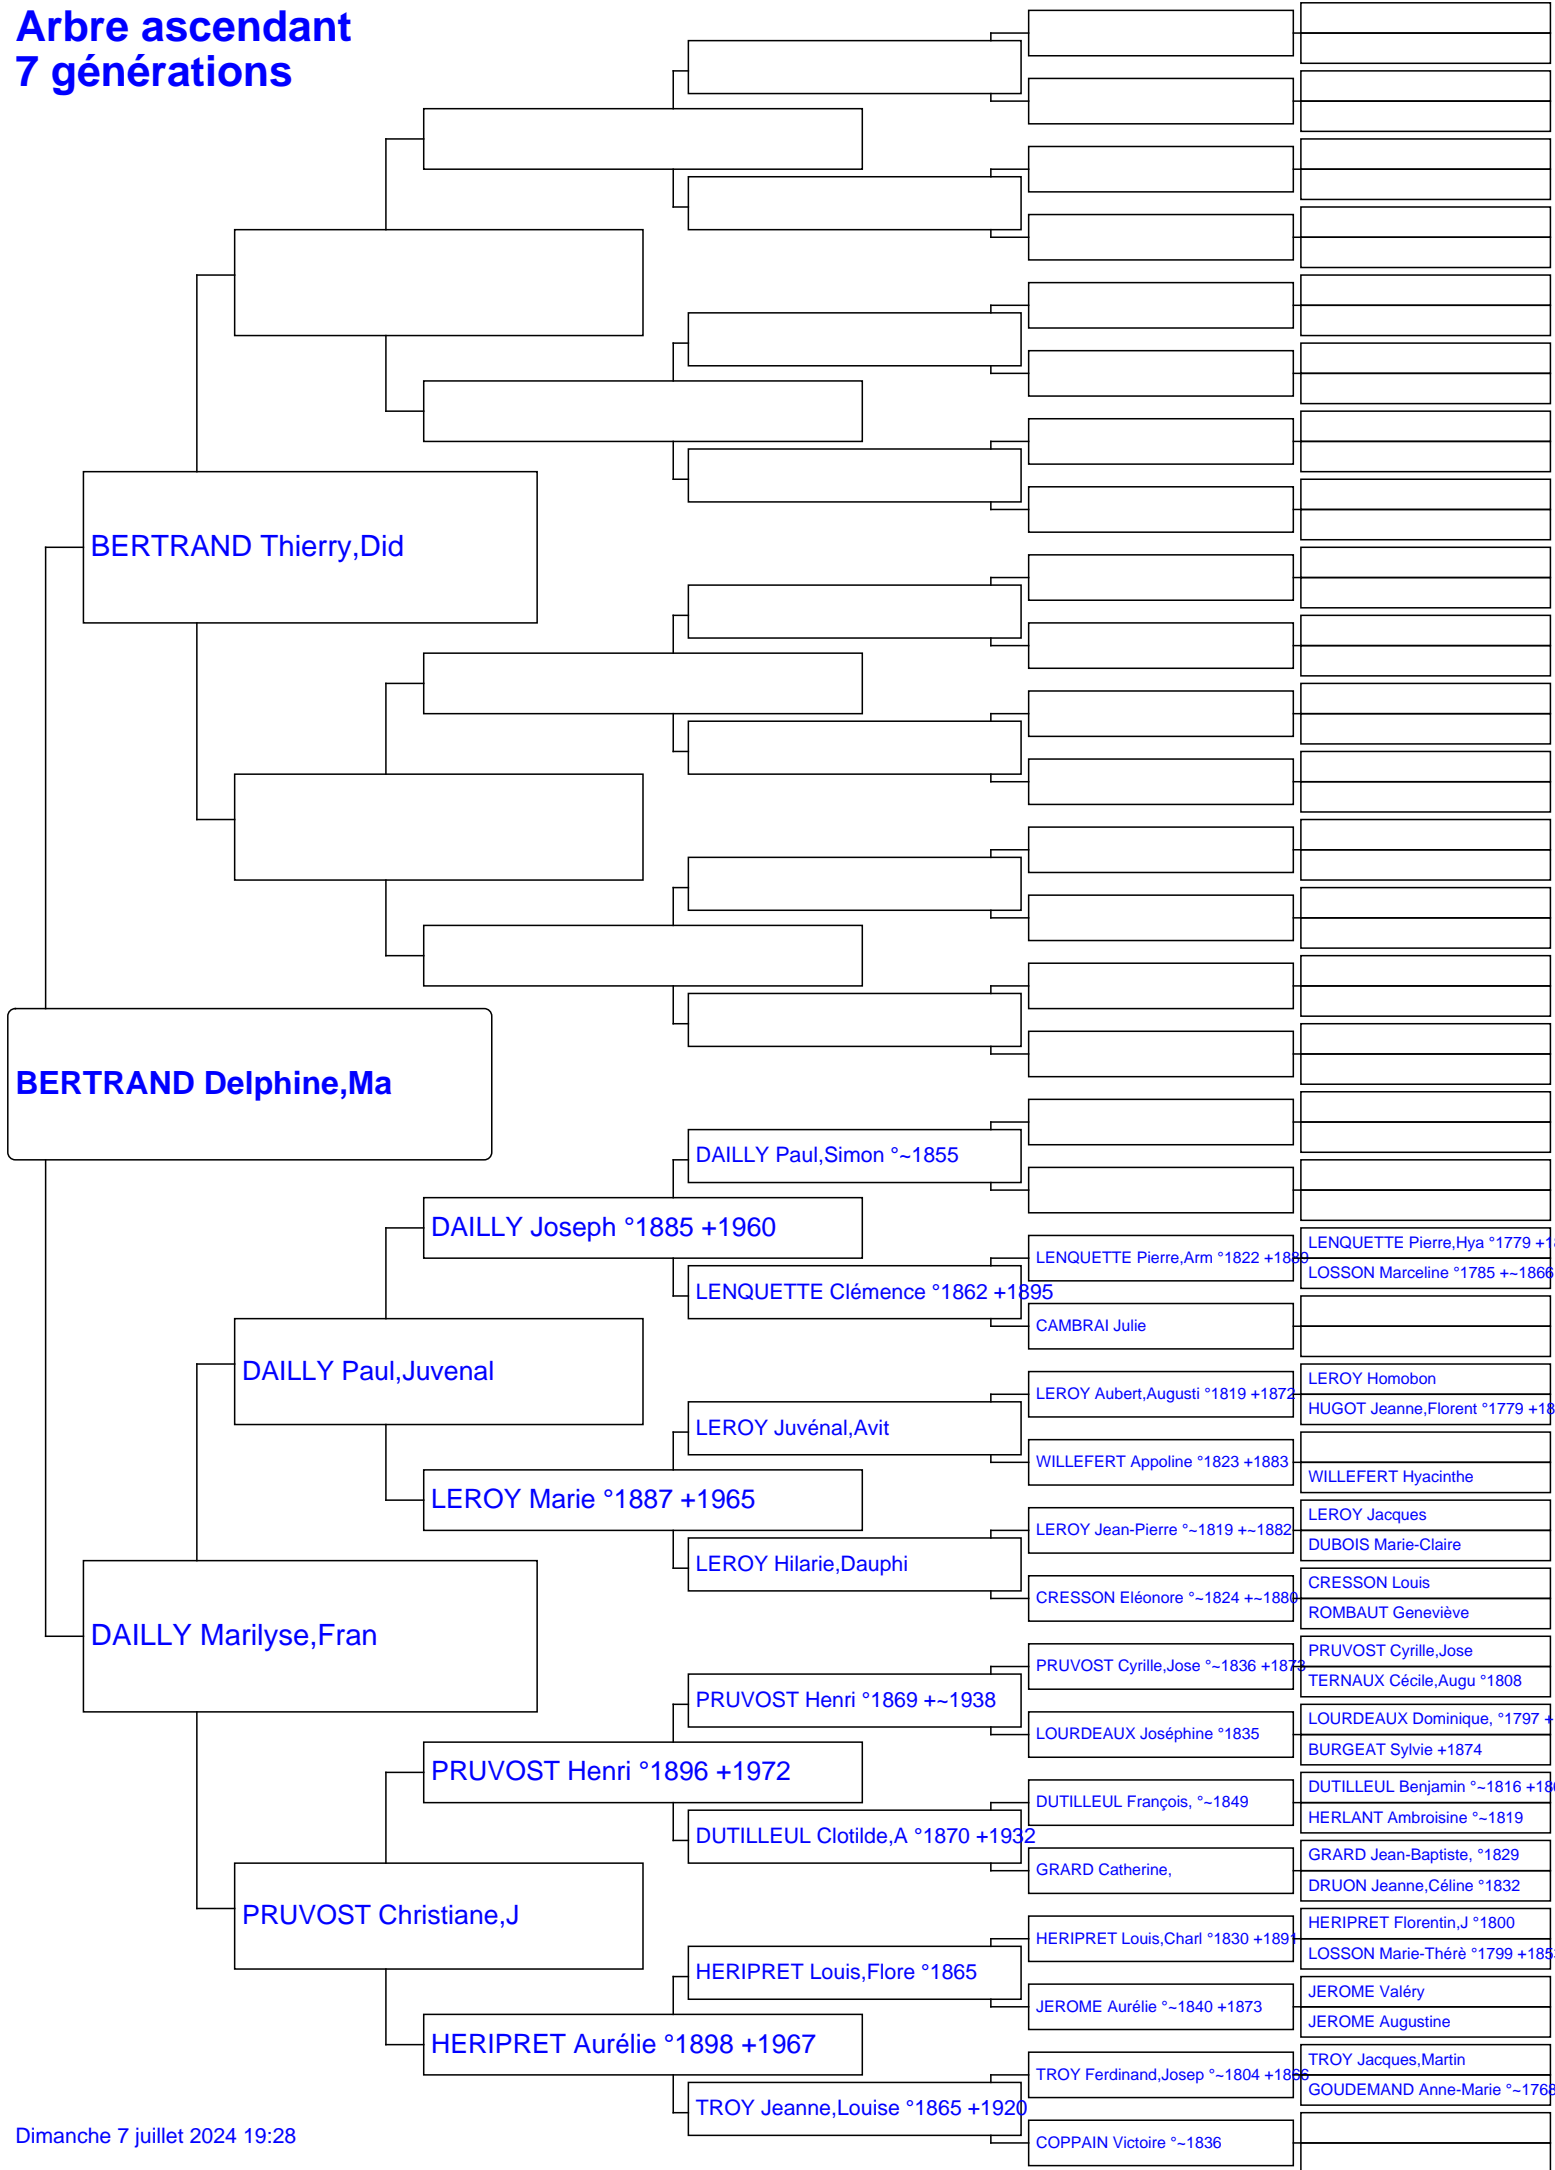 Arbre ascendant
7 générations
BERTRAND Thierry,Did
BERTRAND Delphine,Ma
DAILLY Paul,Simon °~1855
DAILLY Joseph °1885 +1960
LENQUETTE Pierre,Hya °1779 +18
LENQUETTE Pierre,Arm °1822 +1889
LOSSON Marceline °1785 +~1866
LENQUETTE Clémence °1862 +1895
CAMBRAI Julie
DAILLY Paul,Juvenal
LEROY Homobon
LEROY Aubert,Augusti °1819 +1872
HUGOT Jeanne,Florent °1779 +18
LEROY Juvénal,Avit
WILLEFERT Appoline °1823 +1883
WILLEFERT Hyacinthe
LEROY Marie °1887 +1965
LEROY Jacques
LEROY Jean-Pierre °~1819 +~1882
DUBOIS Marie-Claire
LEROY Hilarie,Dauphi
CRESSON Louis
CRESSON Eléonore °~1824 +~1880
ROMBAUT Geneviève
DAILLY Marilyse,Fran
PRUVOST Cyrille,Jose
PRUVOST Cyrille,Jose °~1836 +1873
TERNAUX Cécile,Augu °1808
PRUVOST Henri °1869 +~1938
LOURDEAUX Dominique, °1797 +
LOURDEAUX Joséphine °1835
BURGEAT Sylvie +1874
PRUVOST Henri °1896 +1972
DUTILLEUL Benjamin °~1816 +186
DUTILLEUL François, °~1849
HERLANT Ambroisine °~1819
DUTILLEUL Clotilde,A °1870 +1932
GRARD Jean-Baptiste, °1829
GRARD Catherine,
DRUON Jeanne,Céline °1832
PRUVOST Christiane,J
HERIPRET Florentin,J °1800
HERIPRET Louis,Charl °1830 +1891
LOSSON Marie-Thérè °1799 +185
HERIPRET Louis,Flore °1865
JEROME Valéry
JEROME Aurélie °~1840 +1873
JEROME Augustine
HERIPRET Aurélie °1898 +1967
TROY Jacques,Martin
TROY Ferdinand,Josep °~1804 +1866
GOUDEMAND Anne-Marie °~1768
TROY Jeanne,Louise °1865 +1920
COPPAIN Victoire °~1836
Dimanche 7 juillet 2024 19:28